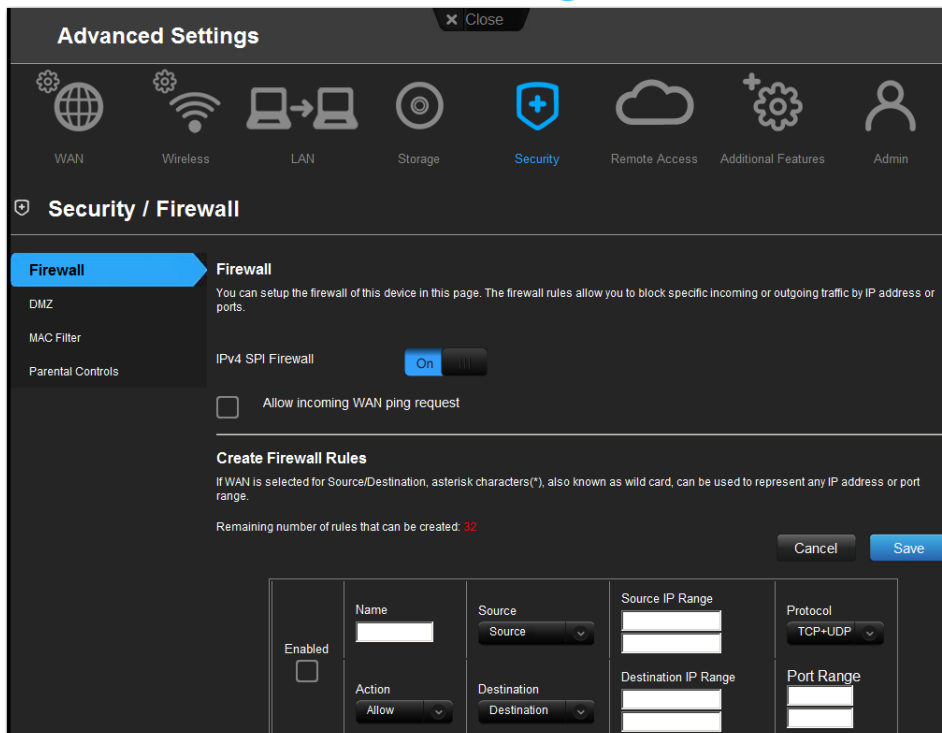 Close
Advanced Settings
WAN
Wireless
LAN
Storage
Security
Remote Access
Additional Features
Admin
Security / Firewall
Firewall
DMZ
MAC Filter
Parental Controls
Firewall
You can setup the firewall of this device in this page. The firewall rules allow you to block specific incoming or outgoing traffic by IP address or
ports.
IPv4 SPI Firewall
On
Allow incoming WAN ping request
Create Firewall Rules
If WAN is selected for Source/Destination, asterisk characters(*), also known as wild card, can be used to represent any IP address or port
range.
Remaining number of rules that can be created: 32
Cancel
Save
Enabled
Name
Source
Source
Source IP Range
Protocol
TCP+UDP
Action
Allow
Destination
Destination
Destination IP Range
Port Range